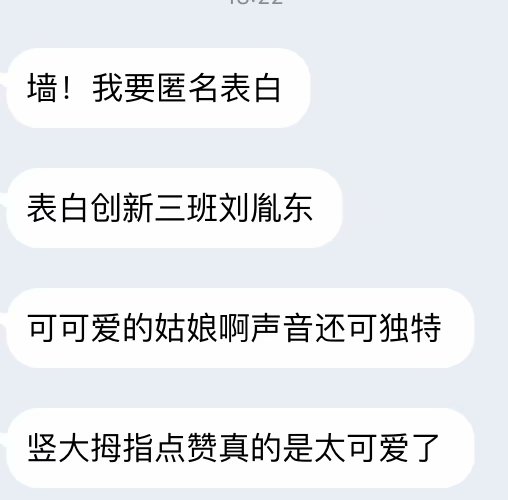 墙！我要匿名表白
表白创新三班刘胤东
可可爱的姑娘啊声音还可独特
竖大拇指点赞真的是太可爱了